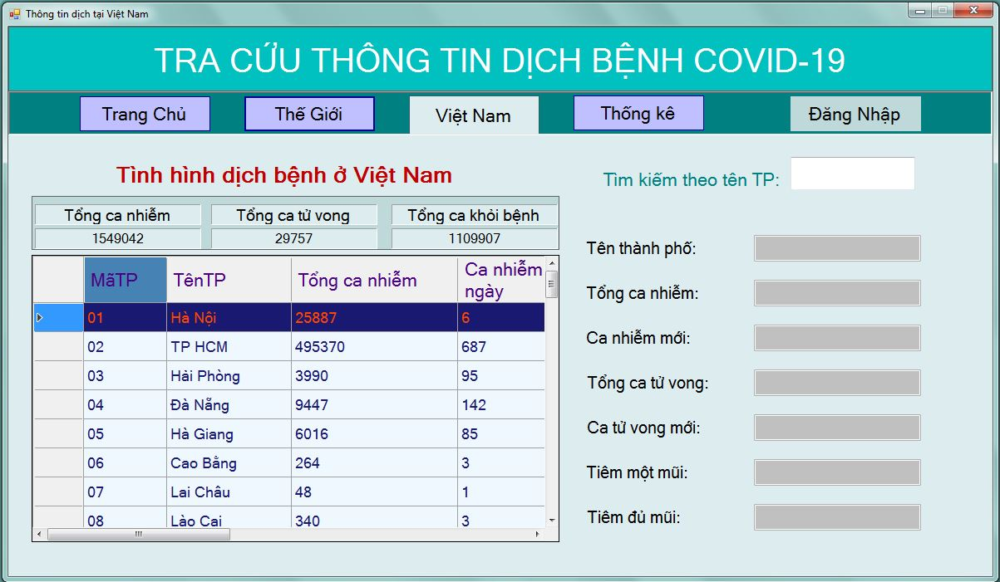 Thông tin dịch tại Việt Nam
TRA CỨU THÔNG TIN DỊCH BỆNH COVID-19
Trang Chủ Thế Giới Việt Nam Thống kê Đăng Nhập
Tình hình dịch bệnh ở Việt Nam
Tìm kiếm theo tên TP:
Tổng ca nhiễm Tổng ca tử vong Tổng ca khỏi bệnh
1549042 29757 1109907
MãTP TênTP Tổng ca nhiễm Ca nhiễm
ngày
01 Hà Nội 25887 6
02 TP HCM 495370 687
03 Hải Phòng 3990 95
04 Đà Nẵng 9447 142
05 Hà Giang 6016 85
06 Cao Bằng 264 3
07 Lai Châu 48 1
08 Lào Cai 340 3
Tên thành phố:
Tổng ca nhiễm:
Ca nhiễm mới:
Tổng ca tử vong:
Ca tử vong mới:
Tiêm một mũi:
Tiêm đủ mũi: